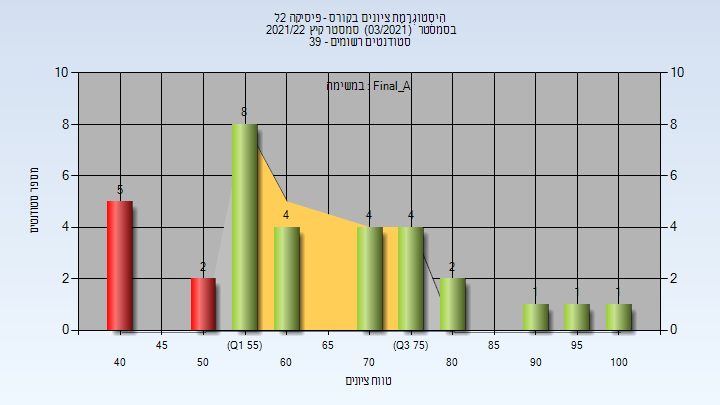 היסטוגרמת ציונים בקורס - פיסיקה 2ל
בסמסטר (03/2021) סמסטר קיץ 2021/22
סטודנטים רשומים - 39
במשימה : Final_A
מספר סטודנטים
10 10
8 8
6 6
4 4
2 2
0 0
5 2 8 4 4 4 2 1 1 1
45 (Q1 55) 65 (Q3 75) 85 95
40 50 60 70 80 90 100
טווח ציונים